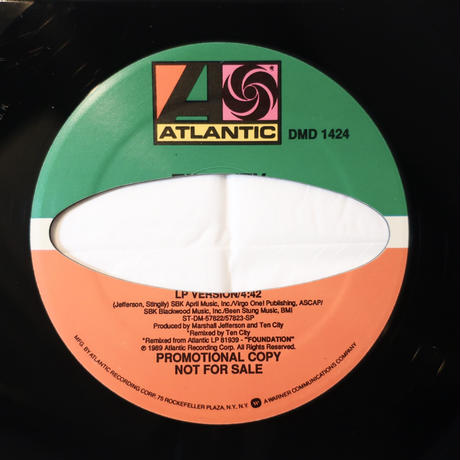 ATLANTIC
DMD 1424
LP VERSION/4:42
(Jefferson, Stingily) SBK April Music, Inc./Virgo One! Publishing, ASCAP/
SBK Blackwood Music, Inc./Been Stung Music, BMI
ST-DM-57822/57823-SP
Produced by Marshall Jefferson and Ten City
*Remixed by Ten City
*Remixed from Atlantic LP 81939 - "FOUNDATION"
℗ 1989 Atlantic Recording Corp. All Rights Reserved.
PROMOTIONAL COPY
NOT FOR SALE
MFG. BY ATLANTIC RECORDING CORP., 75 ROCKEFELLER PLAZA, N.Y., N.Y. A WARNER COMMUNICATIONS COMPANY